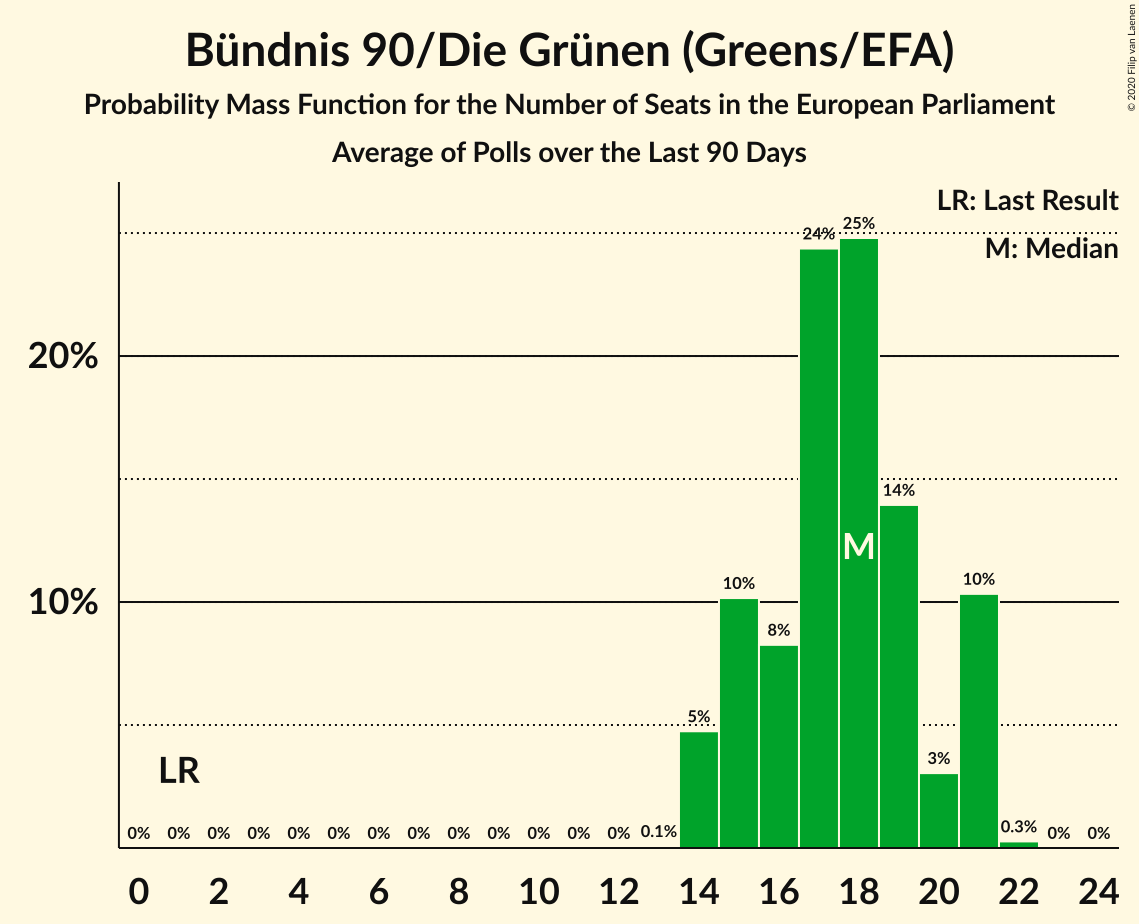 Bündnis 90/Die Grünen (Greens/EFA)
Probability Mass Function for the Number of Seats in the European Parliament
Average of Polls over the Last 90 Days
© 2020 Filip van Laenen
LR: Last Result
M: Median
25%
24%
20%
14%
M
10%
10%
10%
8%
5%
3%
LR
0% 0% 0% 0% 0% 0% 0% 0% 0% 0% 0% 0% 0% 0.1% 0.3% 0% 0%
0 2 4 6 8 10 12 14 16 18 20 22 24